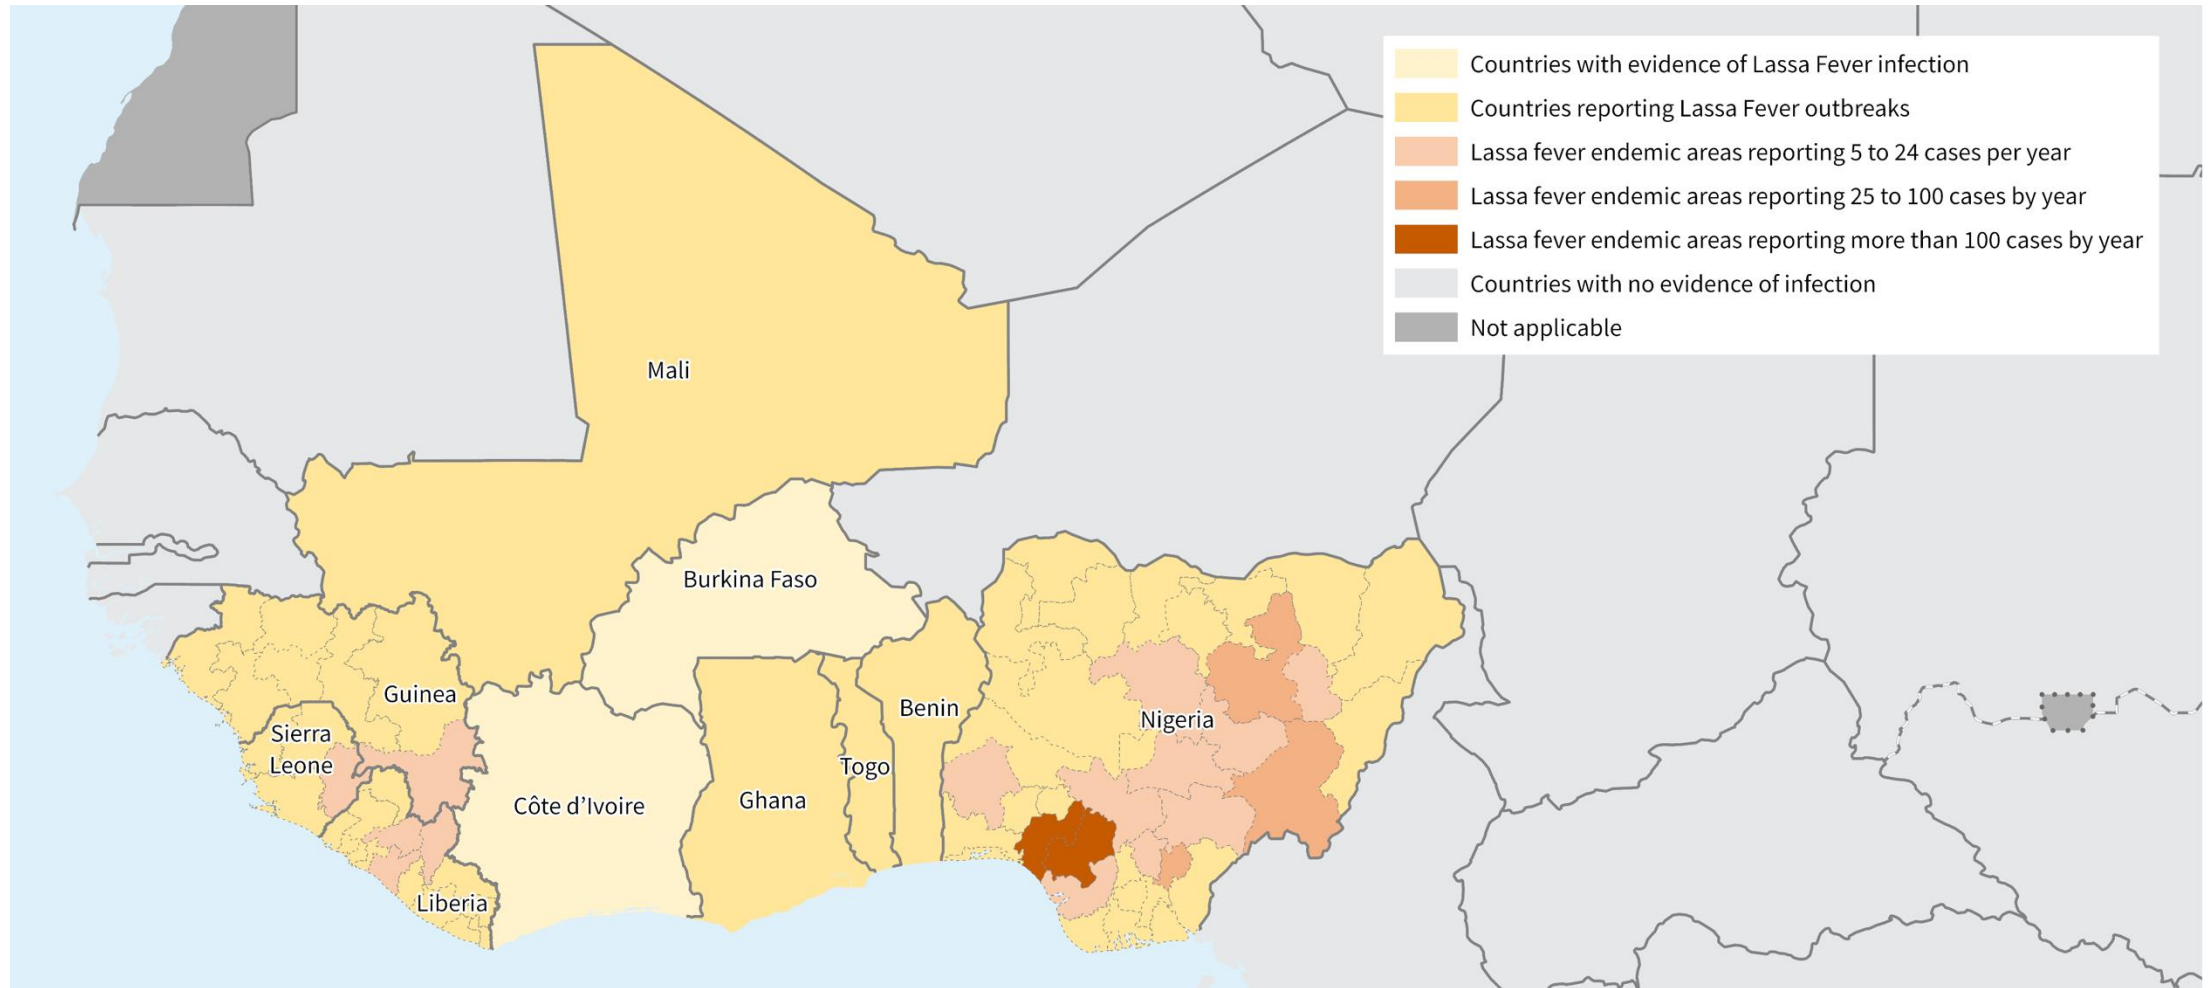 Countries with evidence of Lassa Fever infection
Countries reporting Lassa Fever outbreaks
Lassa fever endemic areas reporting 5 to 24 cases per year
Lassa fever endemic areas reporting 25 to 100 cases by year
Lassa fever endemic areas reporting more than 100 cases by year
Countries with no evidence of infection
Not applicable
Mali
Burkina Faso
Guinea
Benin
Nigeria
Sierra
Leone
Togo
Ghana
Côte d’Ivoire
Liberia